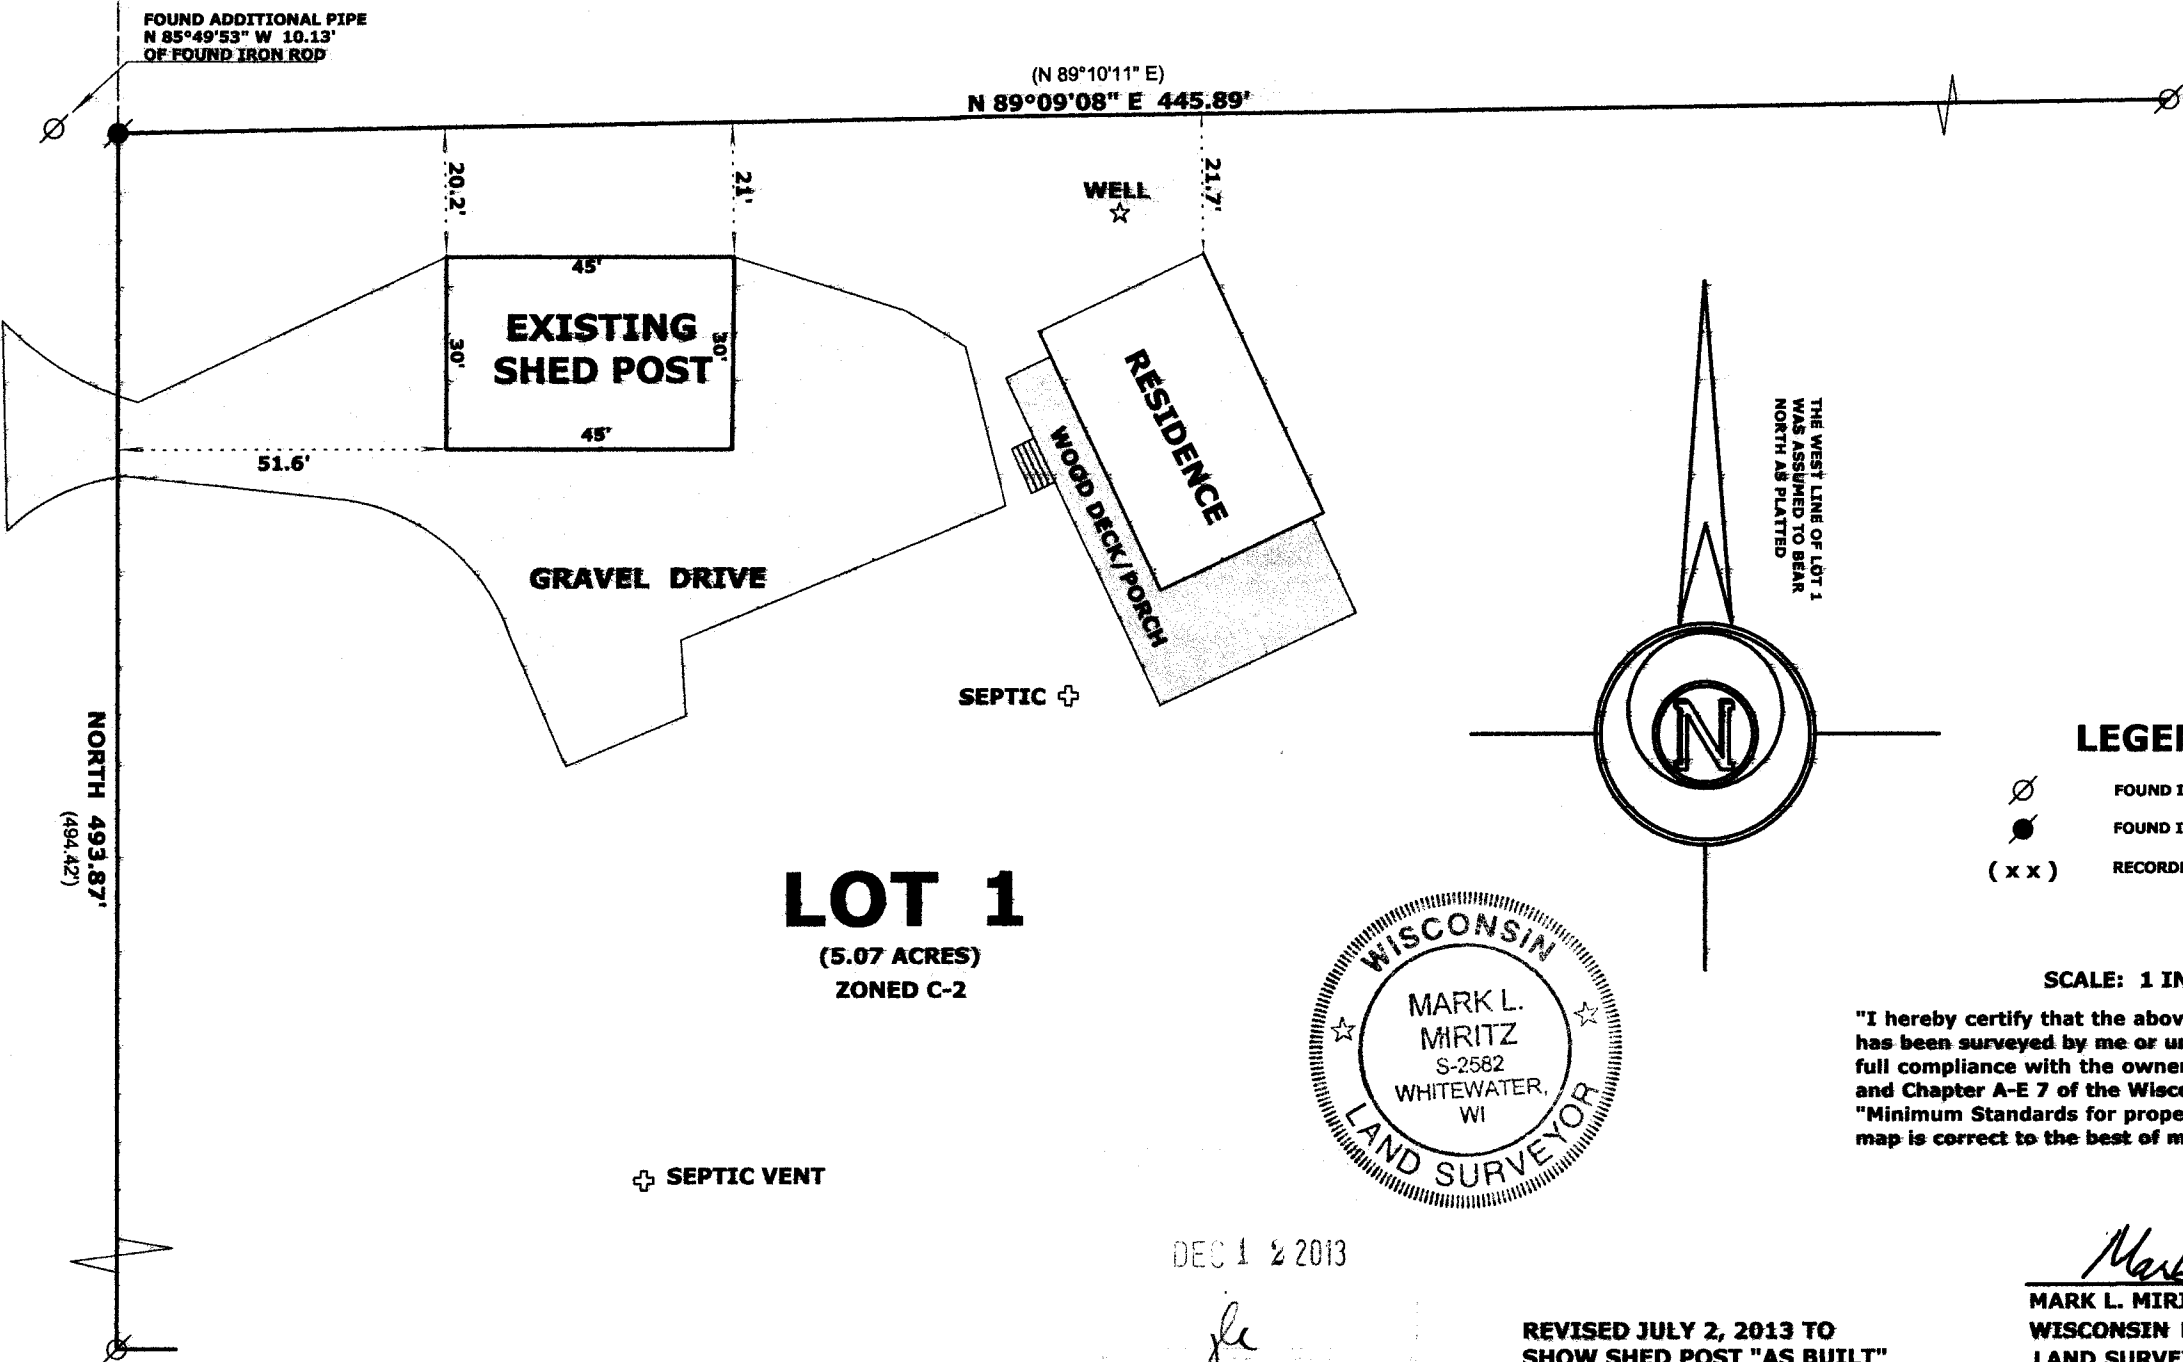 FOUND ADDITIONAL PIPE
N 85°49'53" W 10.13'
OF FOUND IRON ROD
(N 89°10'11" E)
N 89°09'08" E 445.89'
20.2'
21'
21.7'
WELL
45'
EXISTING
SHED POST
30'
30'
45'
51.6'
RESIDENCE
WOOD DECK/PORCH
GRAVEL DRIVE
SEPTIC
THE WEST LINE OF LOT 1
WAS ASSUMED TO BEAR
NORTH AS PLATTED
N
NORTH 493.87'
(494.42')
LOT 1
(5.07 ACRES)
ZONED C-2
SEPTIC VENT
WISCONSIN
MARK L.
MIRITZ
S-2582
WHITEWATER,
WI
LAND SURVEYOR
DEC 1 2 2013
FOUND
FOUND
(xx)
SCALE: 1
"I hereby certify that the
has been surveyed by me or
full compliance with the
and Chapter A-E 7 of the
"Minimum Standards for
map is correct to the best of
MARK L.
WISCONSIN
LAND
REVISED JULY 2, 2013 TO
SHOW SHED POST "AS BUILT"